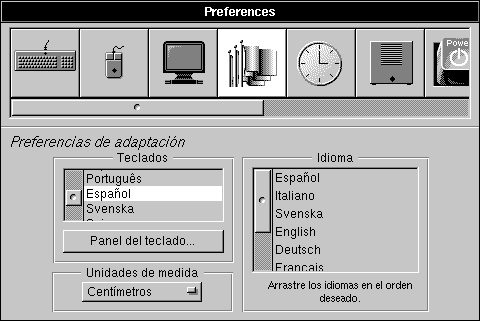 Preferences
Power
Preferencias de adaptación
Teclados
Português
Español
Svenska
Panel del teclado...
Unidades de medida
Centímetros
Idioma
Español
Italiano
Svenska
English
Deutsch
Français
Arrastre los idiomas en el orden
deseado.